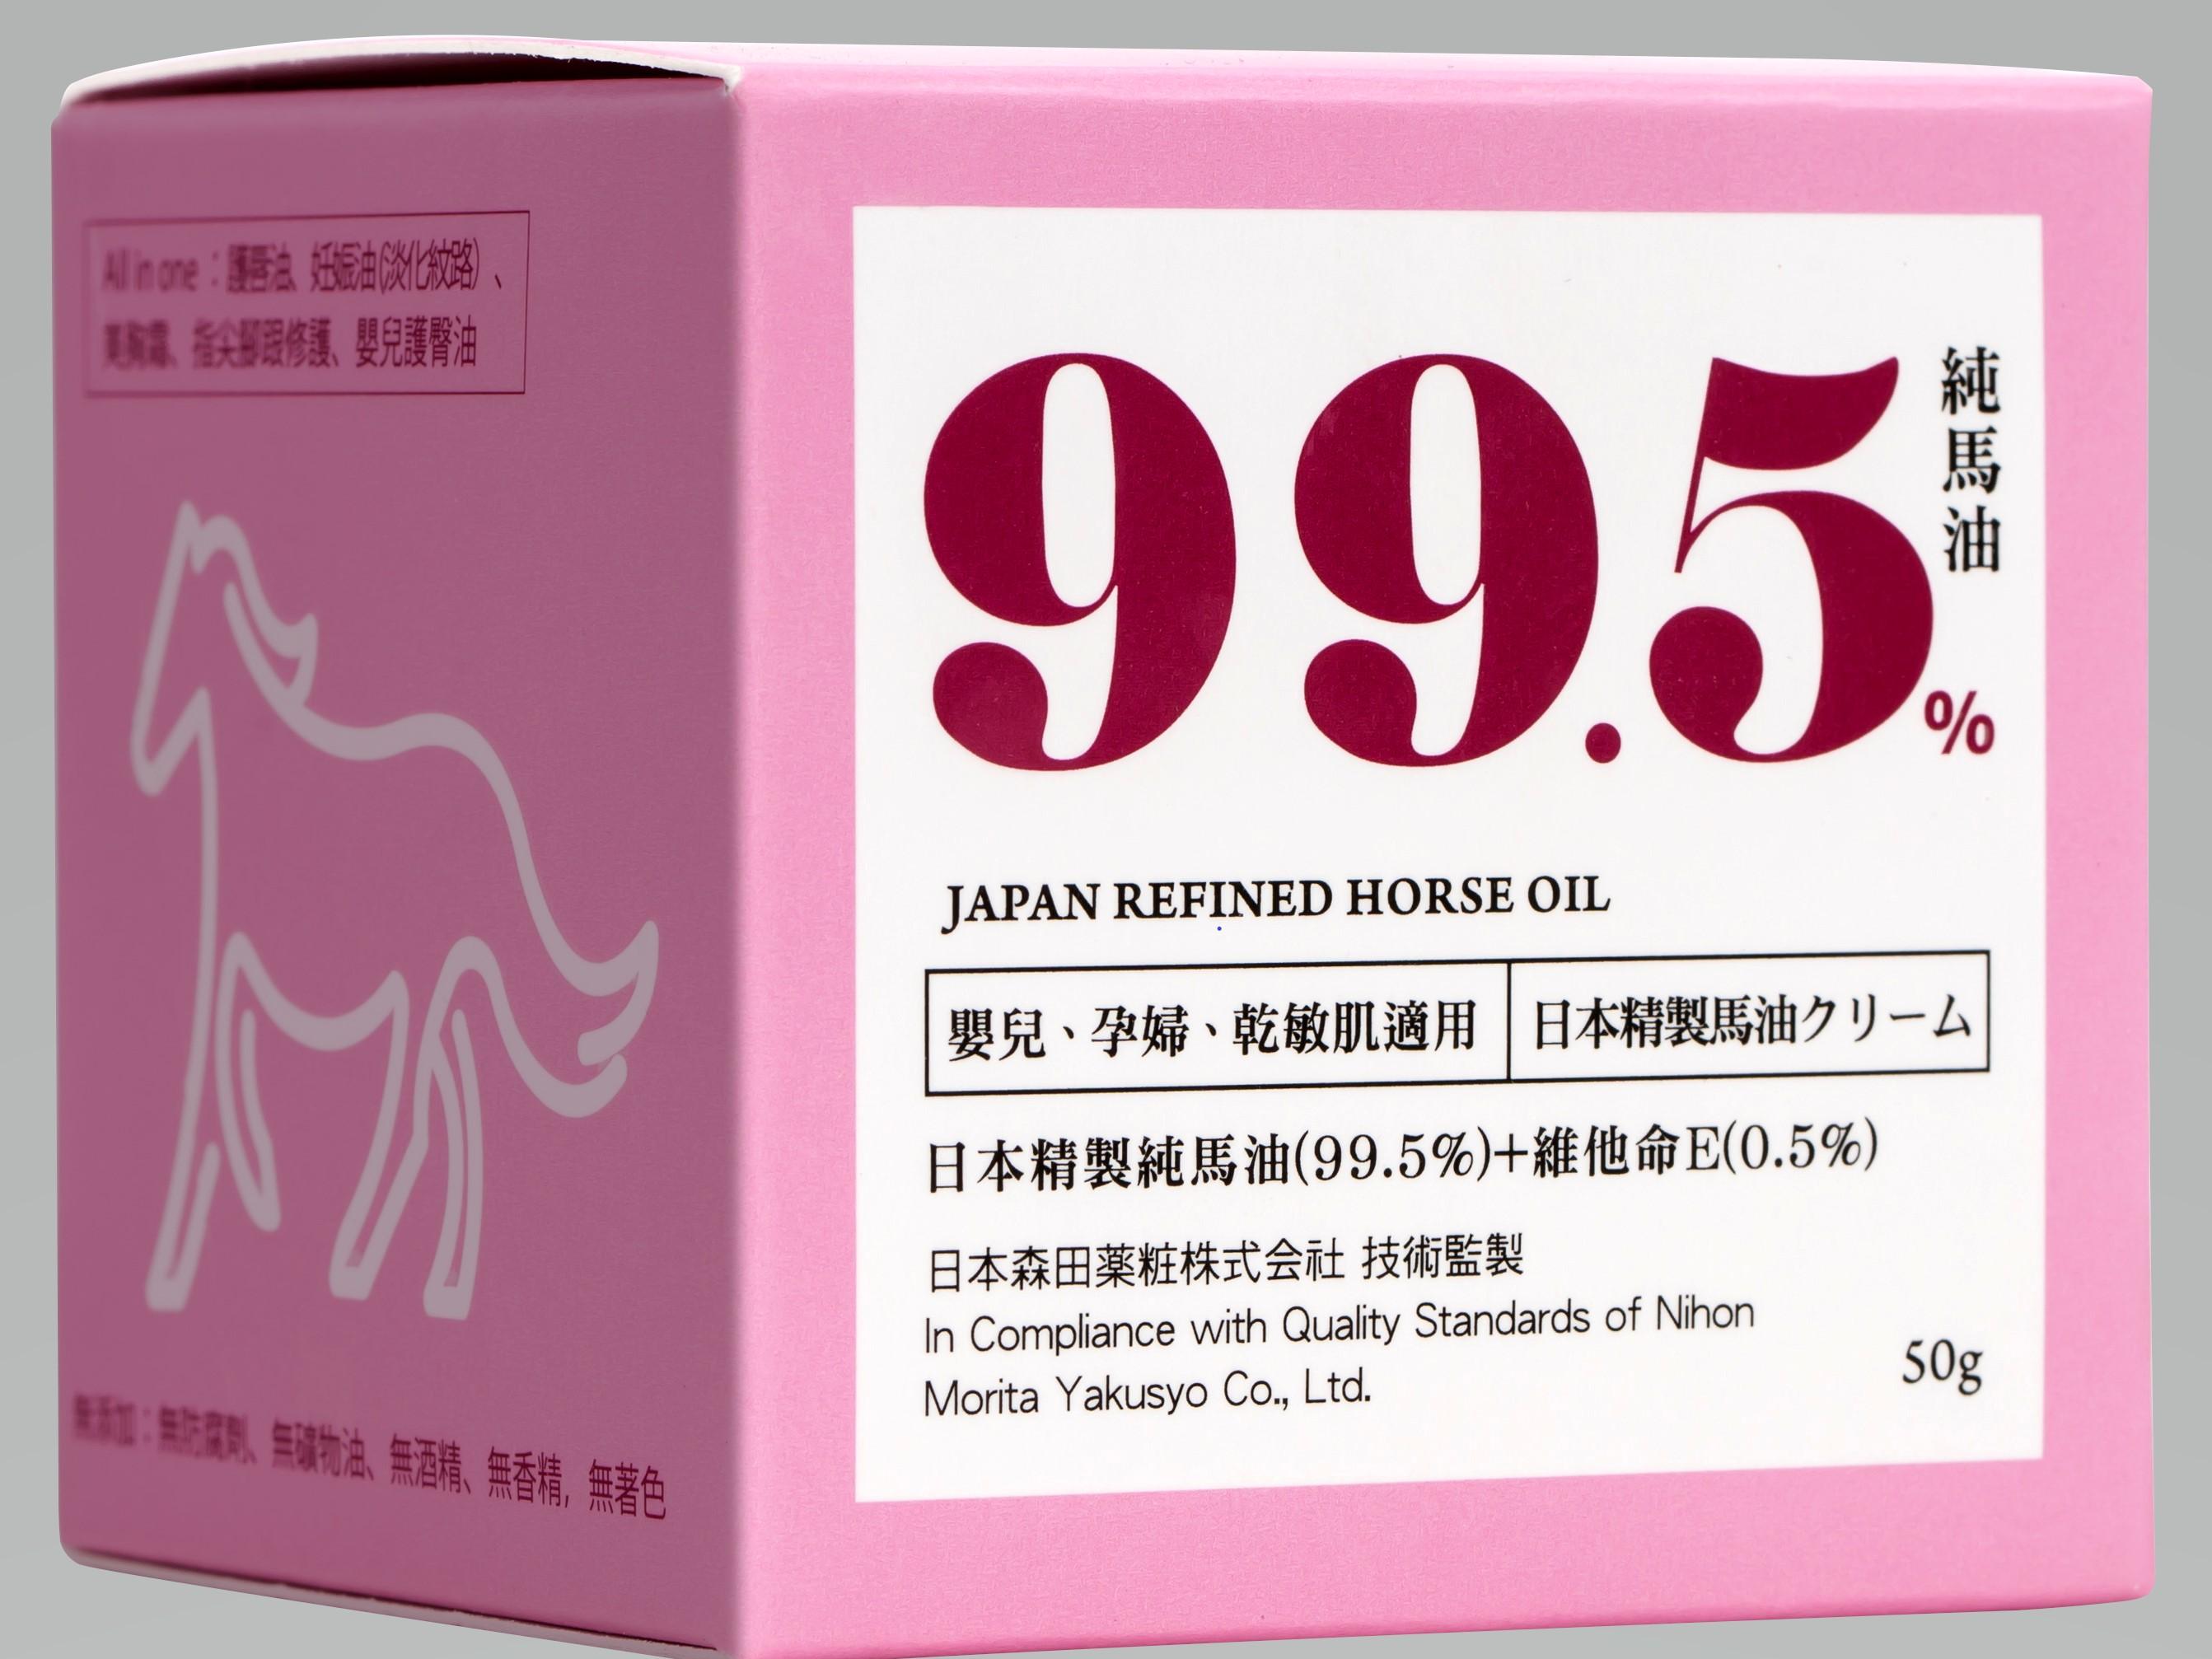 All in one：護唇油、妊娠油(淡化紋路)、
美胸霜、指尖腳跟修護、嬰兒護臀油
無添加：無防腐劑、無礦物油、無酒精、無香精, 無著色
99.5%
純馬油
JAPAN REFINED HORSE OIL
嬰兒、孕婦、乾敏肌適用
日本精製馬油クリーム
日本精製純馬油(99.5%)+維他命E(0.5%)
日本森田薬粧株式会社 技術監製
In Compliance with Quality Standards of Nihon
Morita Yakusyo Co., Ltd.
50g